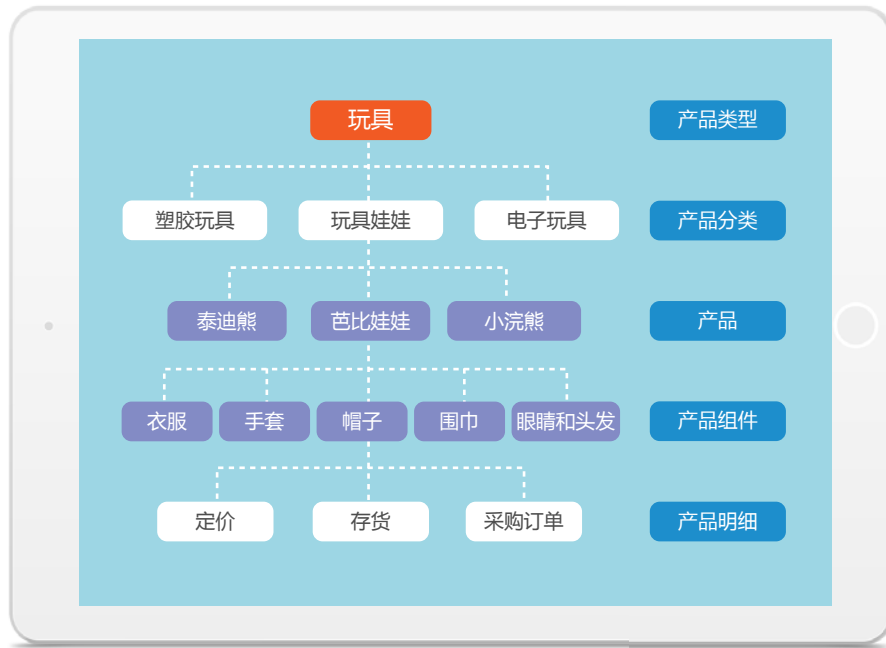 玩具
产品类型
塑胶玩具
玩具娃娃
电子玩具
产品分类
泰迪熊
芭比娃娃
小浣熊
产品
衣服
手套
帽子
围巾
眼睛和头发
产品组件
定价
存货
采购订单
产品明细